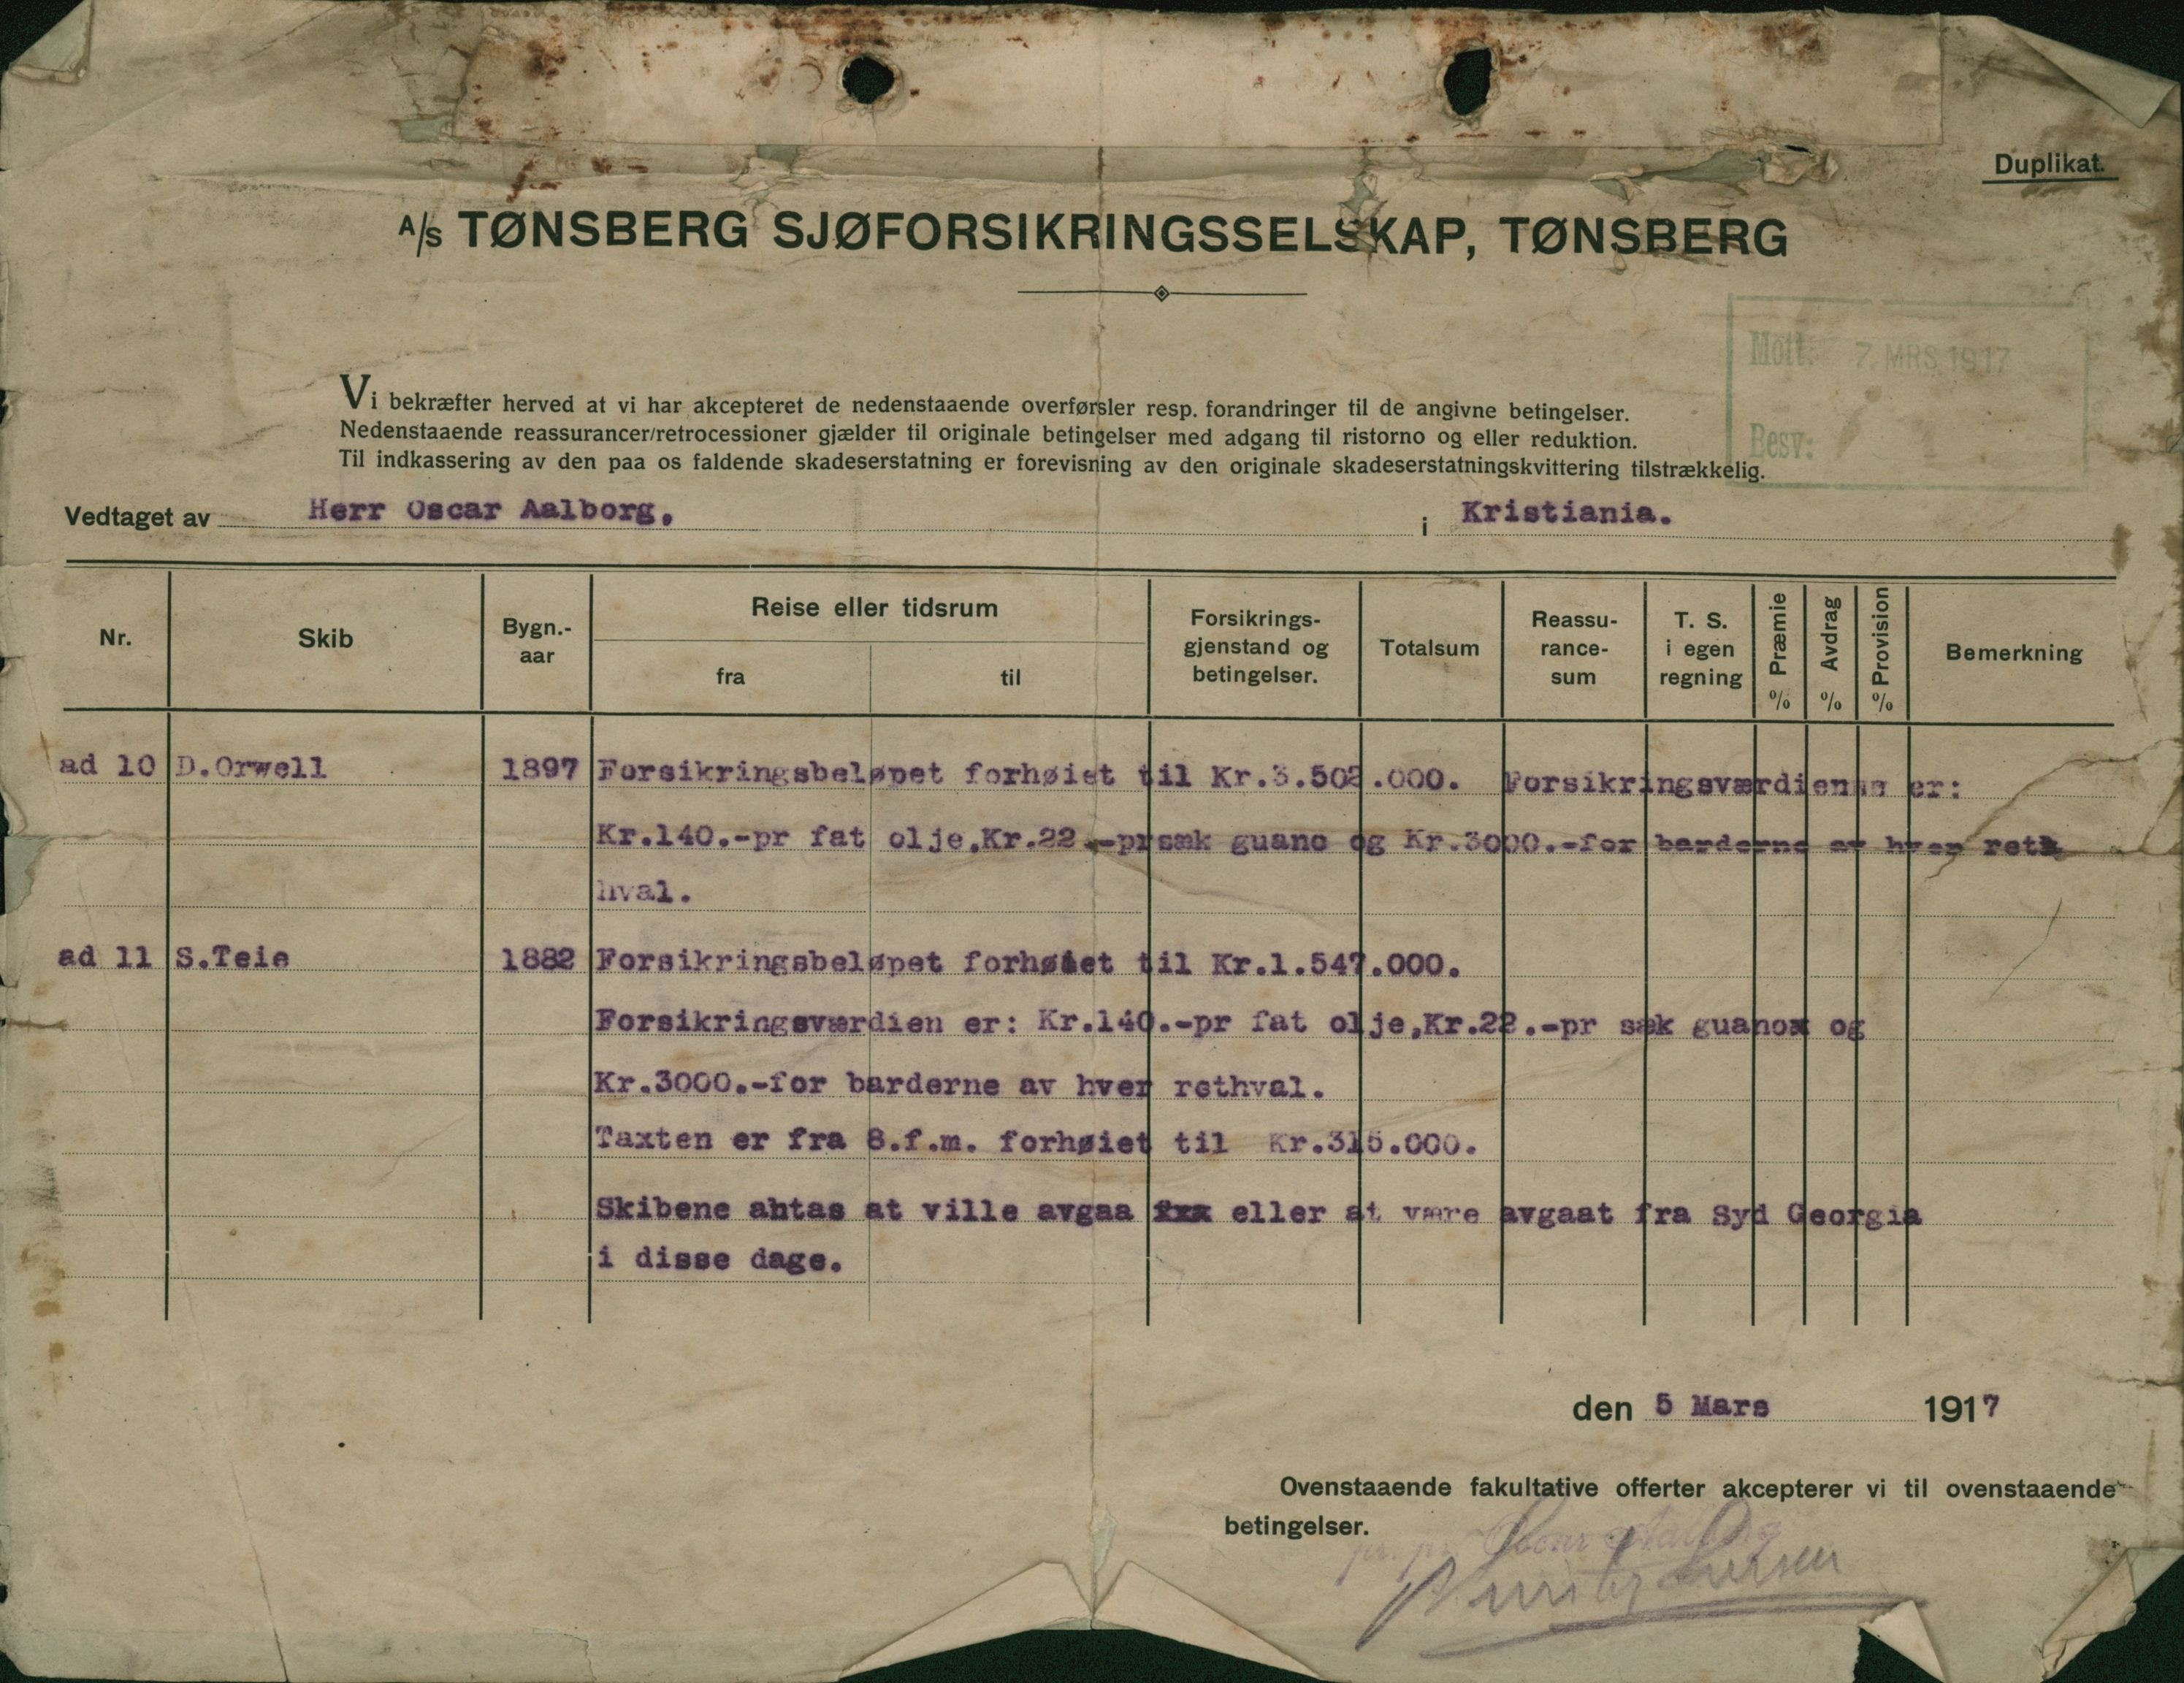 Duplikat.
A/S TØNSBERG SJØFORSIKRINGSSELSKAP, TØNSBERG
Mott: 7. MRS 1917
Besv:
Vi bekræfter herved at vi har akcepteret de nedenstaaende overførsler resp. forandringer til de angivne betingelser.
Nedenstaaende reassurancer/retrocessioner gjælder til originale betingelser med adgang til ristorno og eller reduktion.
Til indkassering av den paa os faldende skadeserstatning er forevisning av den originale skadeserstatningskvittering tilstrækkelig.
Vedtaget av Herr Oscar Aalborg, i Kristiania.
Nr. Skib Bygn.-aar Reise eller tidsrum fra til Forsikrings-gjenstand og betingelser. Totalsum Reassu-rance-sum T. S. i egen regning Præmie % Avdrag % Provision % Bemerkning
ad 10 D.Orwell 1897 Forsikringsbeløpet forhøiet til Kr.3.502.000. Forsikringsværdiene er:
Kr.140.-pr fat olje,Kr.22.-pr sæk guano og Kr.3000.-for barderne av hver ret
hval.
ad 11 S.Teie 1882 Forsikringsbeløpet forhøiet til Kr.1.547.000.
Forsikringsværdien er: Kr.140.-pr fat olje,Kr.22.-pr sæk guanox og
Kr.3000.-for barderne av hver rethval.
Taxten er fra 8.f.m. forhøiet til Kr.315.000.
Skibene antas at ville avgaa fxx eller at være avgaat fra Syd Georgia
i disse dage.
den 5 Mars 1917
Ovenstaaende fakultative offerter akcepterer vi til ovenstaaende
betingelser.
pr. pr. Oscar Aalborg